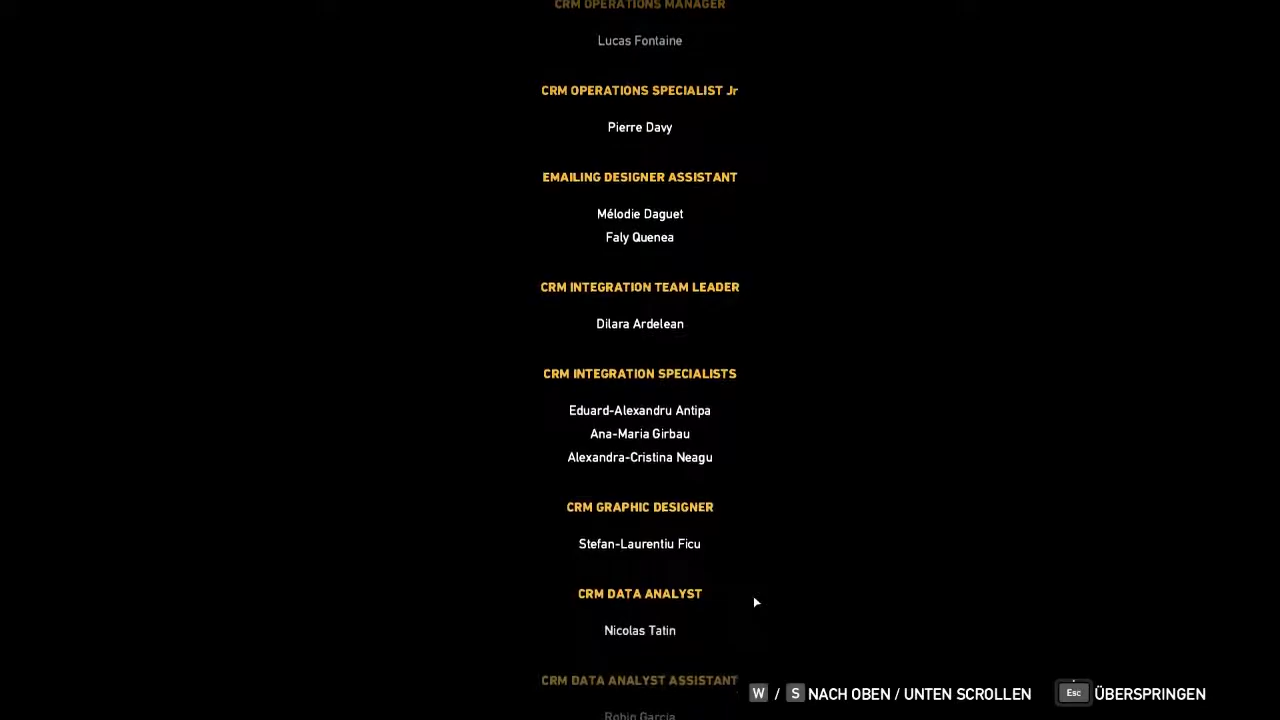 CRM OPERATIONS MANAGER
Lucas Fontaine
CRM OPERATIONS SPECIALIST Jr
Pierre Davy
EMAILING DESIGNER ASSISTANT
Mélodie Daguet
Faly Quenea
CRM INTEGRATION TEAM LEADER
Dilara Ardelean
CRM INTEGRATION SPECIALISTS
Eduard-Alexandru Antipa
Ana-Maria Girbau
Alexandra-Cristina Neagu
CRM GRAPHIC DESIGNER
Stefan-Laurentiu Ficu
CRM DATA ANALYST
Nicolas Tatin
CRM DATA ANALYST ASSISTANT
Robin Garcia
W / S NACH OBEN / UNTEN SCROLLEN Esc ÜBERSPRINGEN